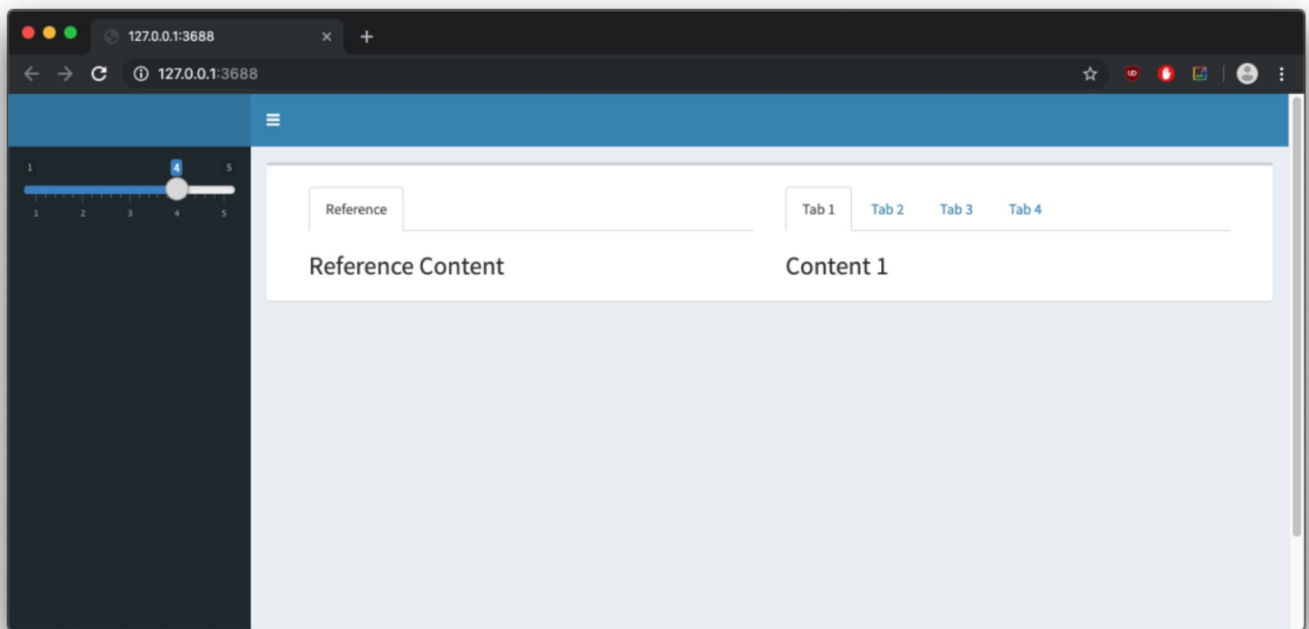 127.0.0.1:3688
127.0.0.1:3688
1 4 5
1 2 3 4 5
Reference
Tab 1 Tab 2 Tab 3 Tab 4
Reference Content
Content 1